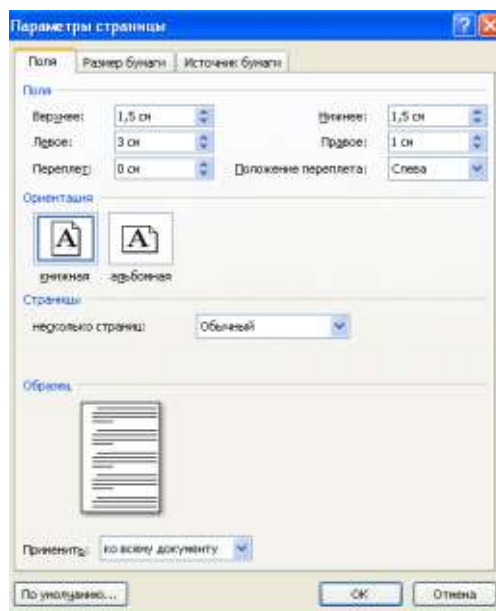 Параметры страницы
Поля Размер бумаги Источник бумаги
Поля
Верхнее: 1,5 см Нижнее: 1,5 см
Левое: 3 см Правое: 1 см
Переплет: 0 см Положение переплета: Слева
Ориентация
A A
книжная альбомная
Страницы
несколько страниц: Обычный
Образец
Применить: ко всему документу
По умолчанию... ОК Отмена